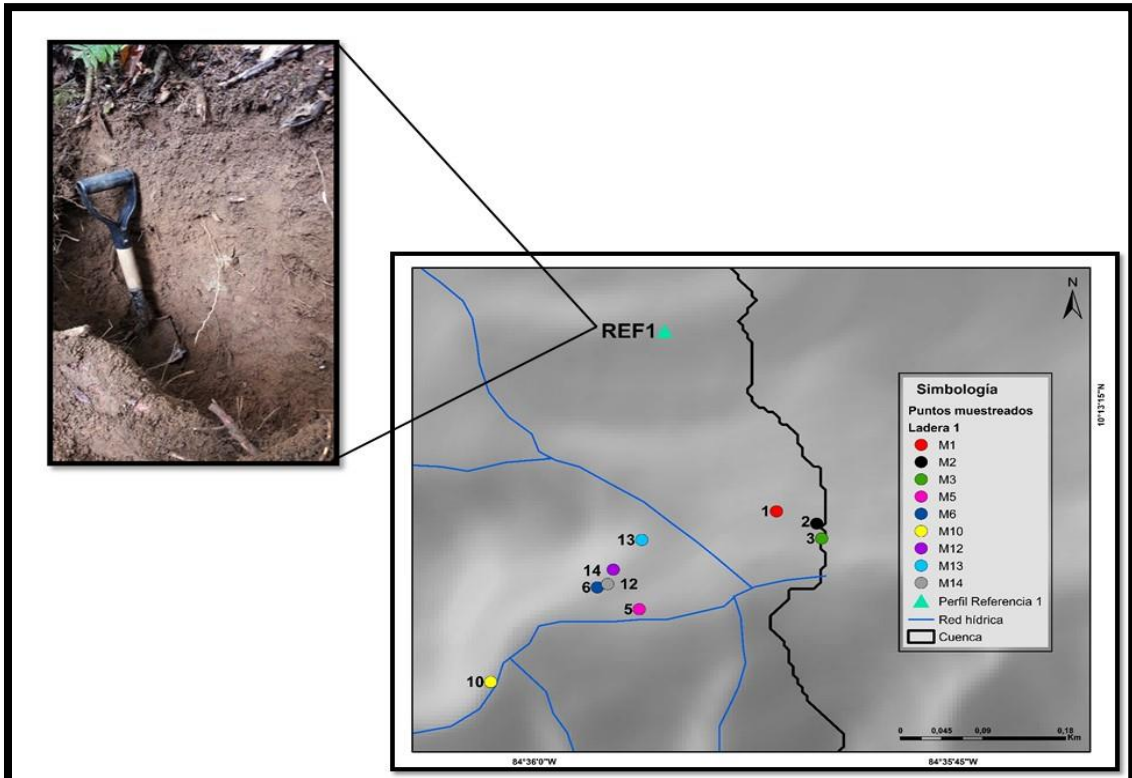 REF1
N
10°13'15"N
1
2
3
13
14
12
6
5
10
Simbología
Puntos muestreados
Ladera 1
M1
M2
M3
M5
M6
M10
M12
M13
M14
Perfil Referencia 1
Red hídrica
Cuenca
0 0,045 0,09 0,18
Km
84°36'0"W 84°35'45"W